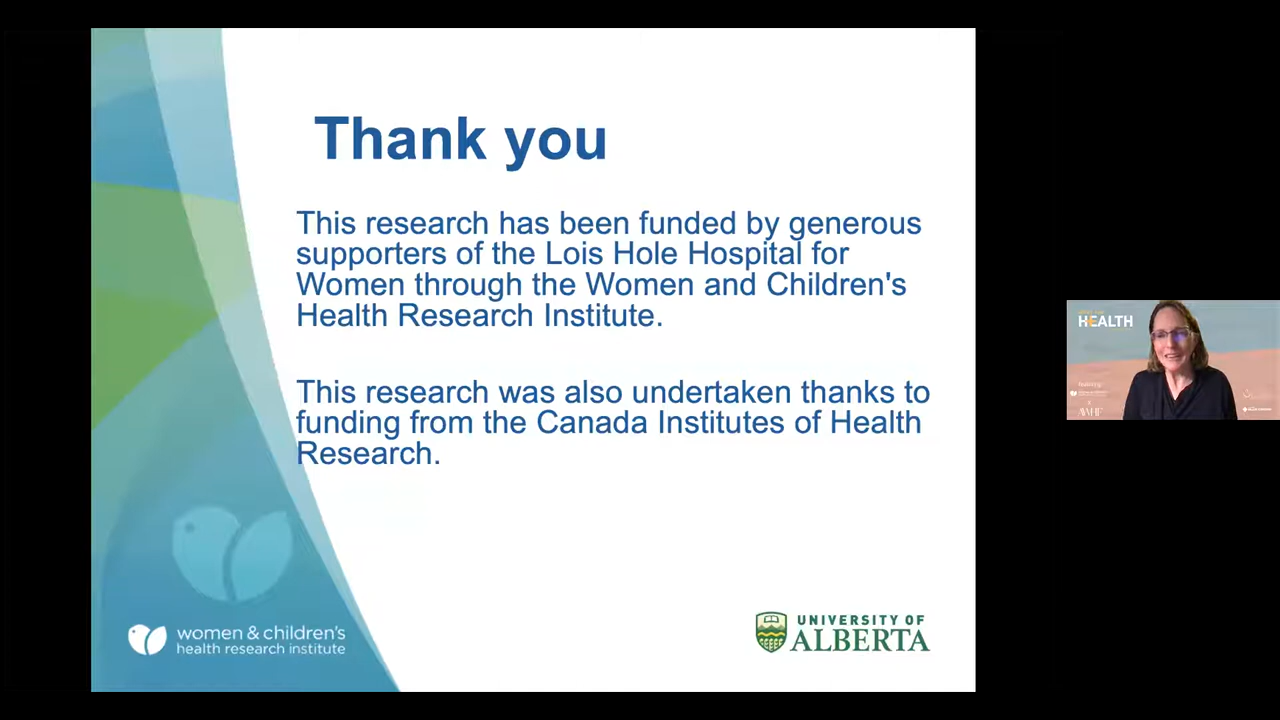 Thank you
This research has been funded by generous
supporters of the Lois Hole Hospital for
Women through the Women and Children's
Health Research Institute.
This research was also undertaken thanks to
funding from the Canada Institutes of Health
Research.
women & children's
health research institute
UNIVERSITY OF
ALBERTA
HEALTH
AWHF